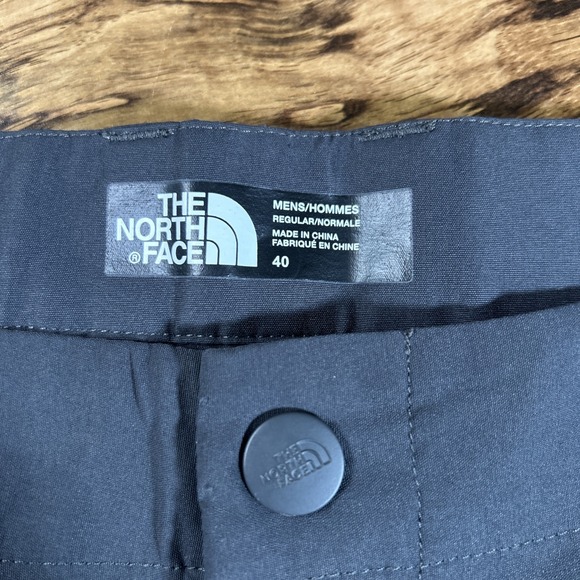 THE
NORTH
® FACE
MENS/HOMMES
REGULAR/NORMALE
MADE IN CHINA
FABRIQUÉ EN CHINE
40
THE
NORTH
FACE